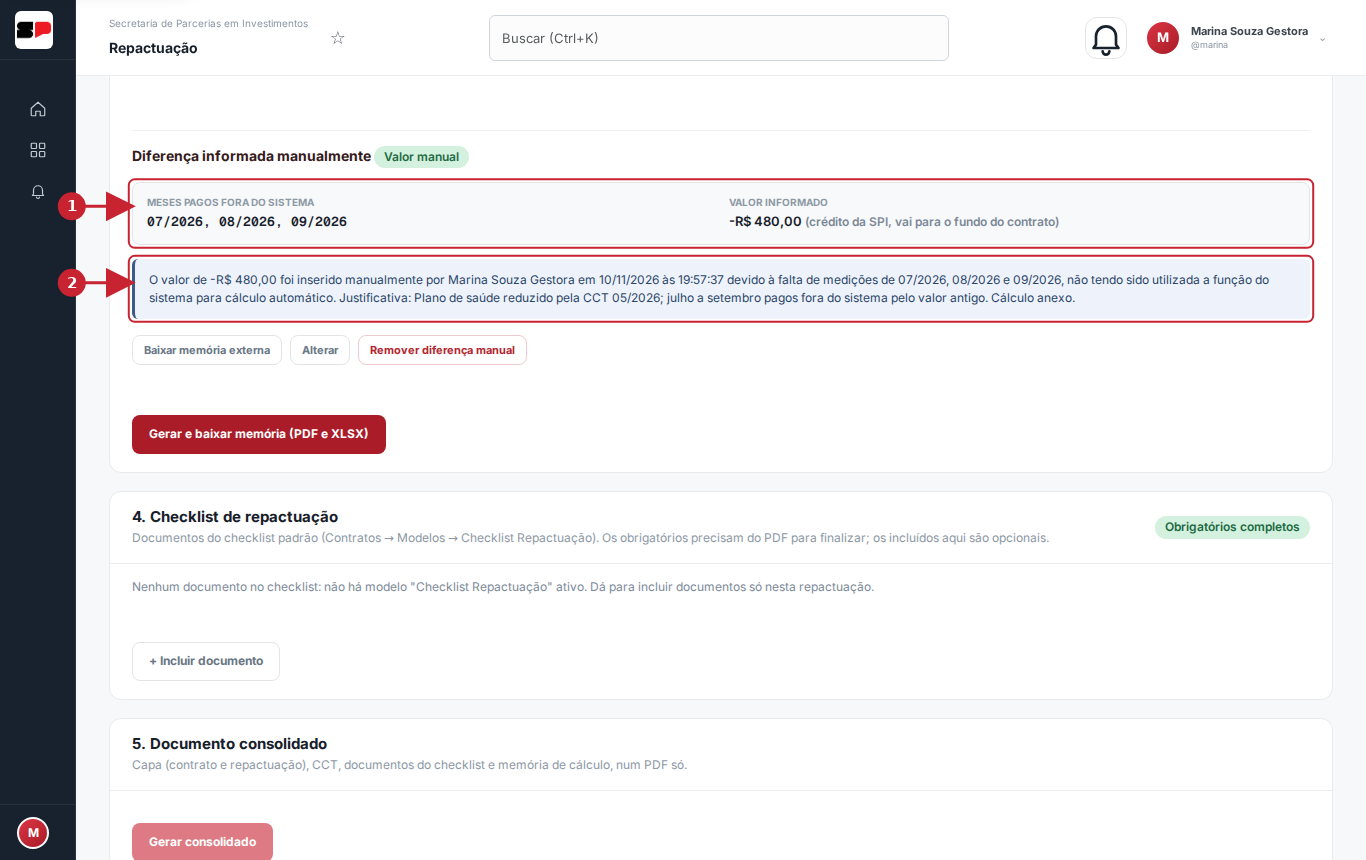 SP
Secretaria de Parcerias em Investimentos
Repactuação
Buscar (Ctrl+K)
M
Marina Souza Gestora
@marina
Diferença informada manualmente
Valor manual
1
MESES PAGOS FORA DO SISTEMA
07/2026, 08/2026, 09/2026
VALOR INFORMADO
-R$ 480,00 (crédito da SPI, vai para o fundo do contrato)
2
O valor de -R$ 480,00 foi inserido manualmente por Marina Souza Gestora em 10/11/2026 às 19:57:37 devido à falta de medições de 07/2026, 08/2026 e 09/2026, não tendo sido utilizada a função do
sistema para cálculo automático. Justificativa: Plano de saúde reduzido pela CCT 05/2026; julho a setembro pagos fora do sistema pelo valor antigo. Cálculo anexo.
Baixar memória externa
Alterar
Remover diferença manual
Gerar e baixar memória (PDF e XLSX)
4. Checklist de repactuação
Documentos do checklist padrão (Contratos → Modelos → Checklist Repactuação). Os obrigatórios precisam do PDF para finalizar; os incluídos aqui são opcionais.
Obrigatórios completos
Nenhum documento no checklist: não há modelo "Checklist Repactuação" ativo. Dá para incluir documentos só nesta repactuação.
+ Incluir documento
5. Documento consolidado
Capa (contrato e repactuação), CCT, documentos do checklist e memória de cálculo, num PDF só.
Gerar consolidado
M